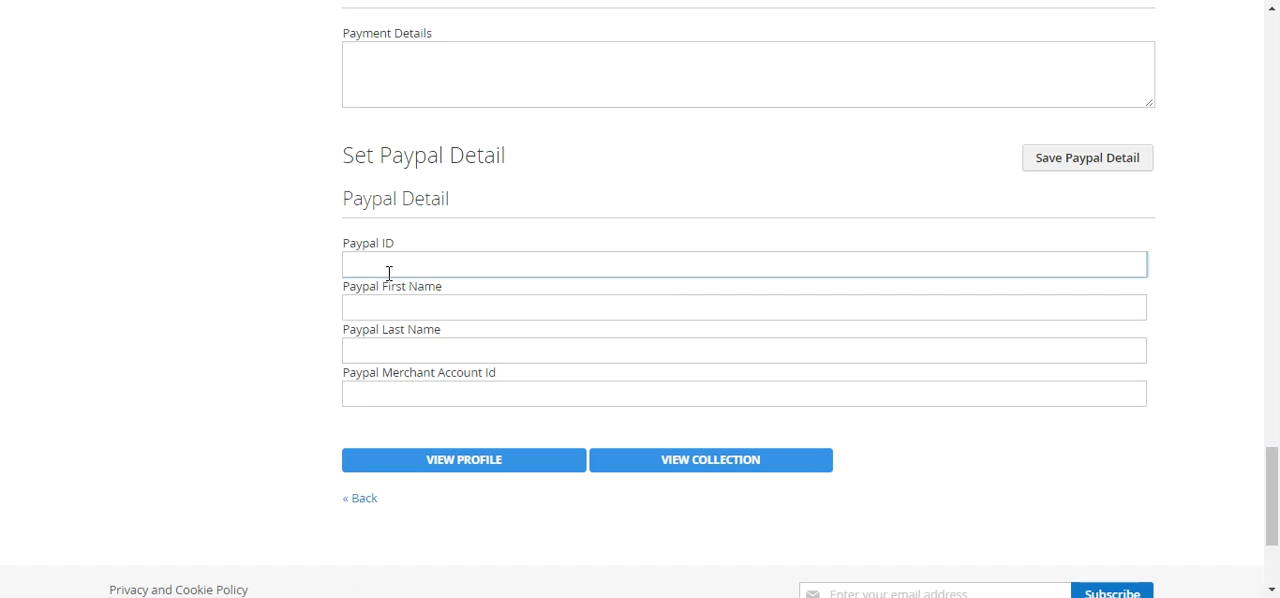 Payment Details
Set Paypal Detail
Save Paypal Detail
Paypal Detail
Paypal ID
Paypal First Name
Paypal Last Name
Paypal Merchant Account Id
VIEW PROFILE VIEW COLLECTION
« Back
Privacy and Cookie Policy
Enter your email address Subscribe